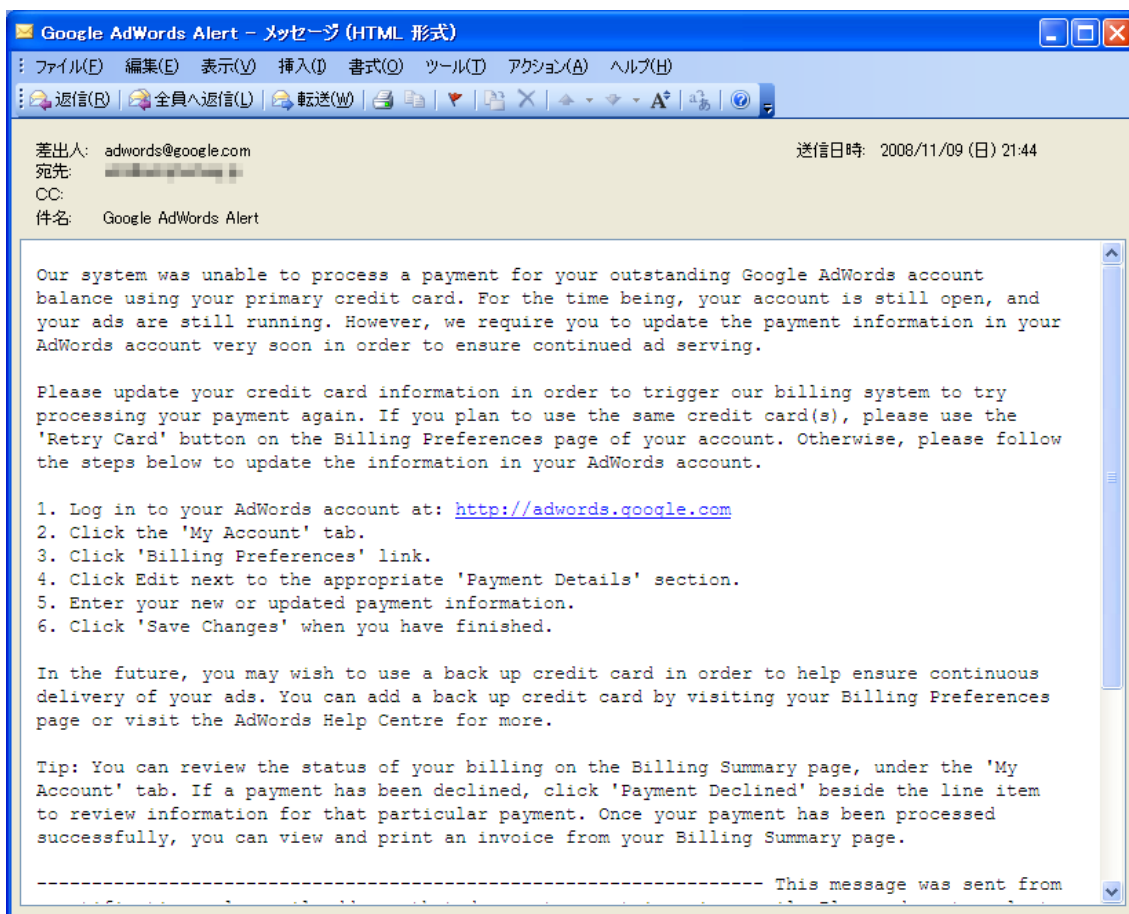 Google AdWords Alert - メッセージ (HTML 形式)
ファイル(F) 編集(E) 表示(V) 挿入(I) 書式(O) ツール(T) アクション(A) ヘルプ(H)
返信(R) 全員へ返信(L) 転送(W)
差出人: adwords@google.com 送信日時: 2008/11/09 (日) 21:44
宛先:
CC:
件名: Google AdWords Alert
Our system was unable to process a payment for your outstanding Google AdWords account
balance using your primary credit card. For the time being, your account is still open, and
your ads are still running. However, we require you to update the payment information in your
AdWords account very soon in order to ensure continued ad serving.
Please update your credit card information in order to trigger our billing system to try
processing your payment again. If you plan to use the same credit card(s), please use the
'Retry Card' button on the Billing Preferences page of your account. Otherwise, please follow
the steps below to update the information in your AdWords account.
1. Log in to your AdWords account at: http://adwords.google.com
2. Click the 'My Account' tab.
3. Click 'Billing Preferences' link.
4. Click Edit next to the appropriate 'Payment Details' section.
5. Enter your new or updated payment information.
6. Click 'Save Changes' when you have finished.
In the future, you may wish to use a back up credit card in order to help ensure continuous
delivery of your ads. You can add a back up credit card by visiting your Billing Preferences
page or visit the AdWords Help Centre for more.
Tip: You can review the status of your billing on the Billing Summary page, under the 'My
Account' tab. If a payment has been declined, click 'Payment Declined' beside the line item
to review information for that particular payment. Once your payment has been processed
successfully, you can view and print an invoice from your Billing Summary page.
------------------------------------------------------------------ This message was sent from